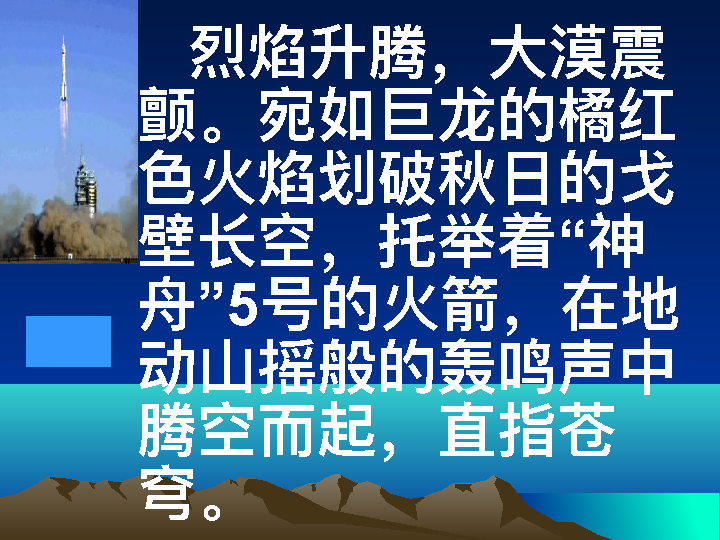 烈焰升腾，大漠震
颤。宛如巨龙的橘红
色火焰划破秋日的戈
壁长空，托举着“神
舟”5号的火箭，在地
动山摇般的轰鸣声中
腾空而起，直指苍
穹。